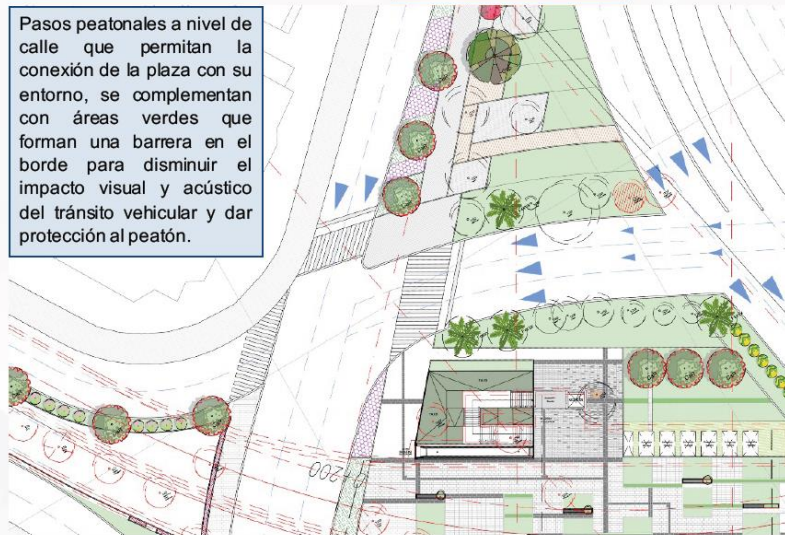 Pasos peatonales a nivel de
calle que permitan la
conexión de la plaza con su
entorno, se complementan
con áreas verdes que
forman una barrera en el
borde para disminuir el
impacto visual y acústico
del tránsito vehicular y dar
protección al peatón.